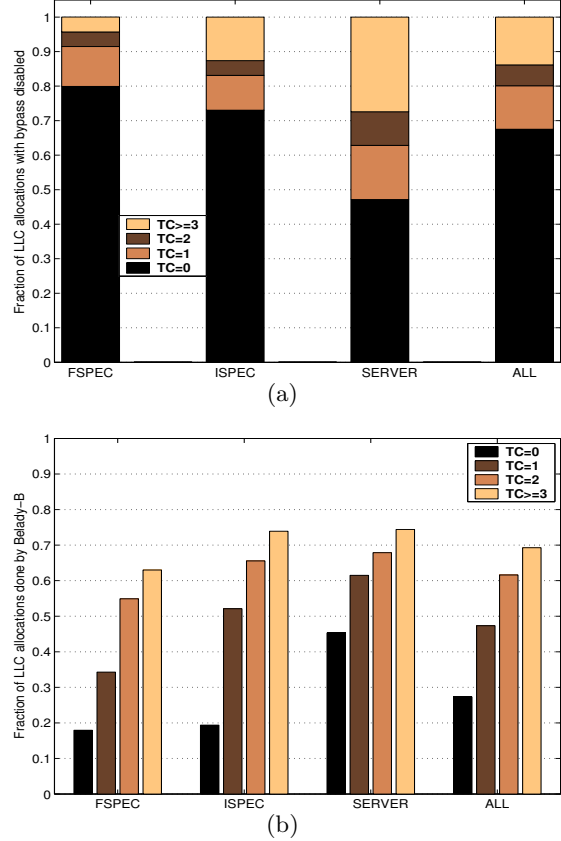 Fraction of LLC allocations with bypass disabled
1
0.9
0.8
0.7
0.6
0.5
0.4
0.3
0.2
0.1
0
TC>=3
TC=2
TC=1
TC=0
FSPEC ISPEC SERVER ALL
(a)
Fraction of LLC allocations done by Belady-B
1
0.9
0.8
0.7
0.6
0.5
0.4
0.3
0.2
0.1
0
TC=0
TC=1
TC=2
TC>=3
FSPEC ISPEC SERVER ALL
(b)